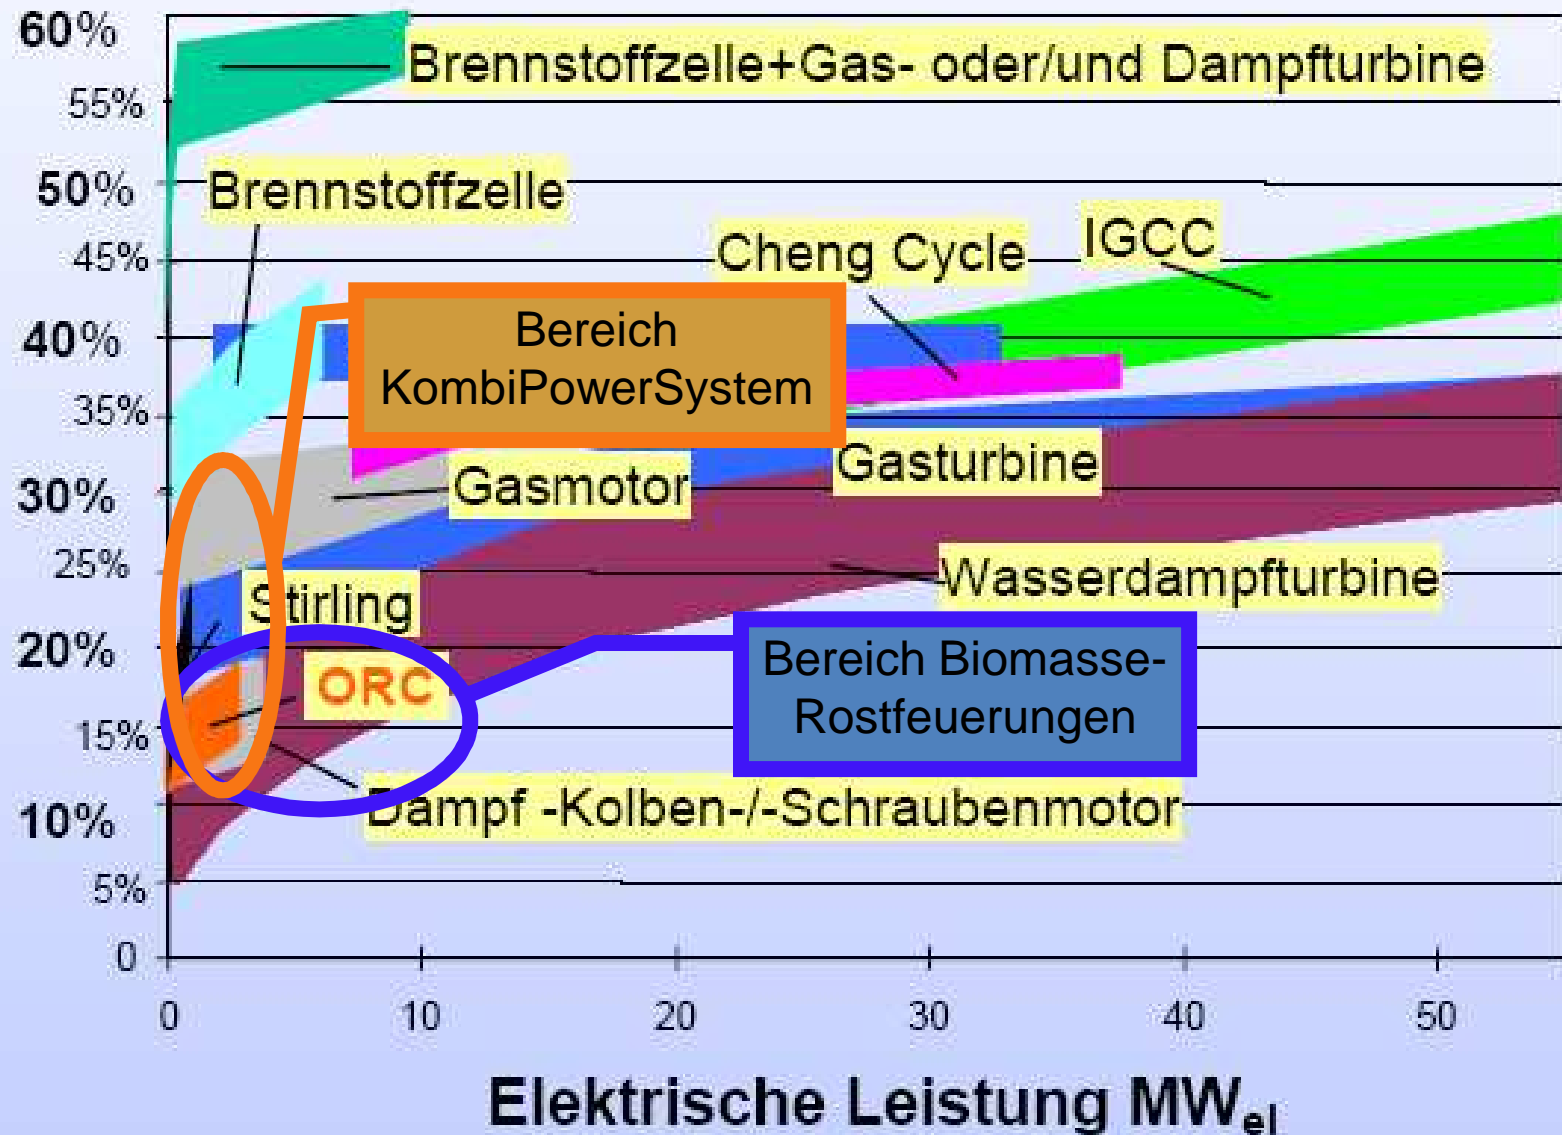 60%
Brennstoffzelle+Gas- oder/und Dampfturbine
55%
50%
Brennstoffzelle
45%
Cheng Cycle
IGCC
40%
Bereich
KombiPowerSystem
35%
Gasturbine
30%
Gasmotor
25%
Wasserdampfturbine
Stirling
20%
Bereich Biomasse-
Rostfeuerungen
ORC
15%
10%
Dampf -Kolben-/-Schraubenmotor
5%
0
0 10 20 30 40 50
Elektrische Leistung MWel